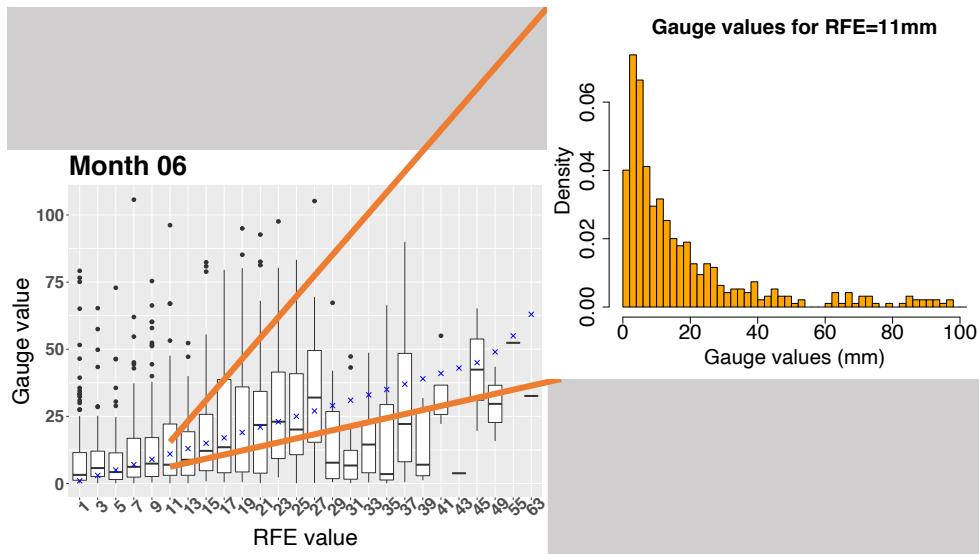 Month 06
Gauge value
100
75
50
25
0
1 3 5 7 9 11 13 15 17 19 21 23 25 27 29 31 33 35 37 39 41 43 45 49 55 63
RFE value
Gauge values for RFE=11mm
Density
0.06
0.04
0.02
0.00
0 20 40 60 80 100
Gauge values (mm)